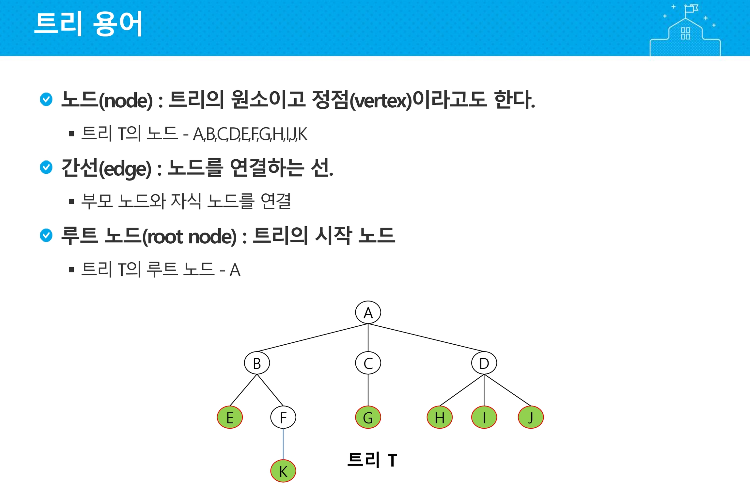 트리 용어
노드(node) : 트리의 원소이고 정점(vertex)이라고도 한다.
▪ 트리 T의 노드 - A,B,C,D,E,F,G,H,I,J,K
간선(edge) : 노드를 연결하는 선.
▪ 부모 노드와 자식 노드를 연결
루트 노드(root node) : 트리의 시작 노드
▪ 트리 T의 루트 노드 - A
A
B C D
E F G H I J
트리 T
K